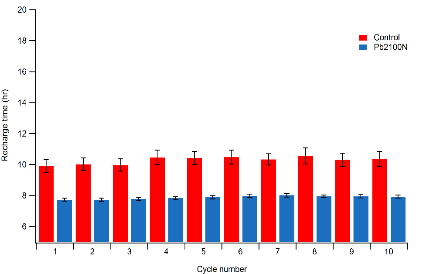 20
18
16
14
12
10
8
6
Recharge time (hr)
Control
Pb2100N
1 2 3 4 5 6 7 8 9 10
Cycle number